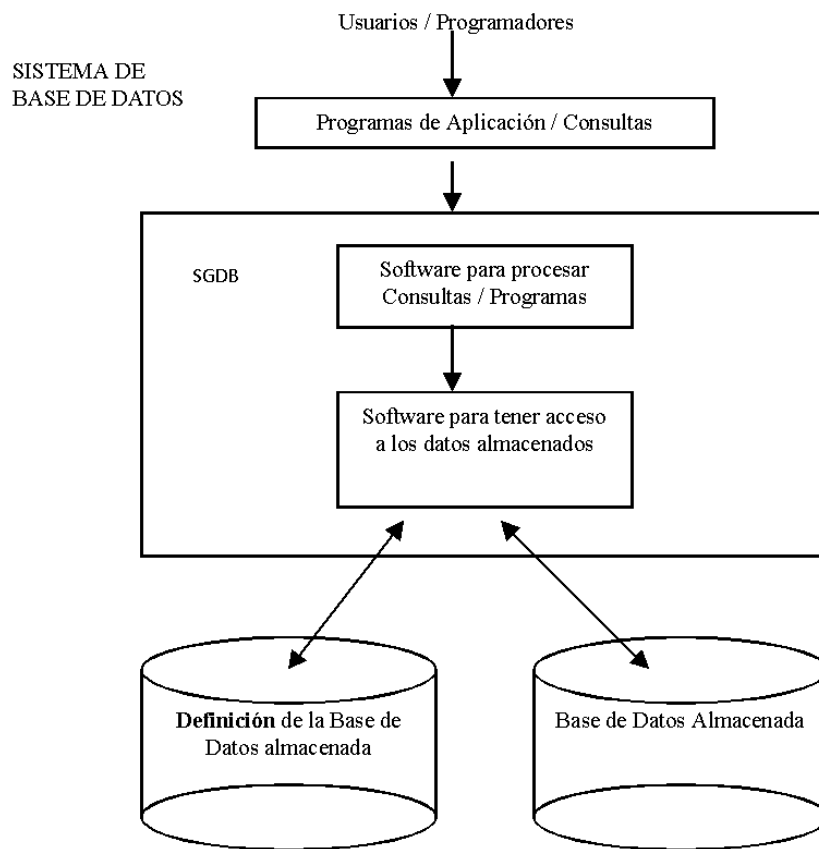 Usuarios / Programadores
SISTEMA DE
BASE DE DATOS
Programas de Aplicación / Consultas
SGDB
Software para procesar
Consultas / Programas
Software para tener acceso
a los datos almacenados
Definición de la Base de
Datos almacenada
Base de Datos Almacenada